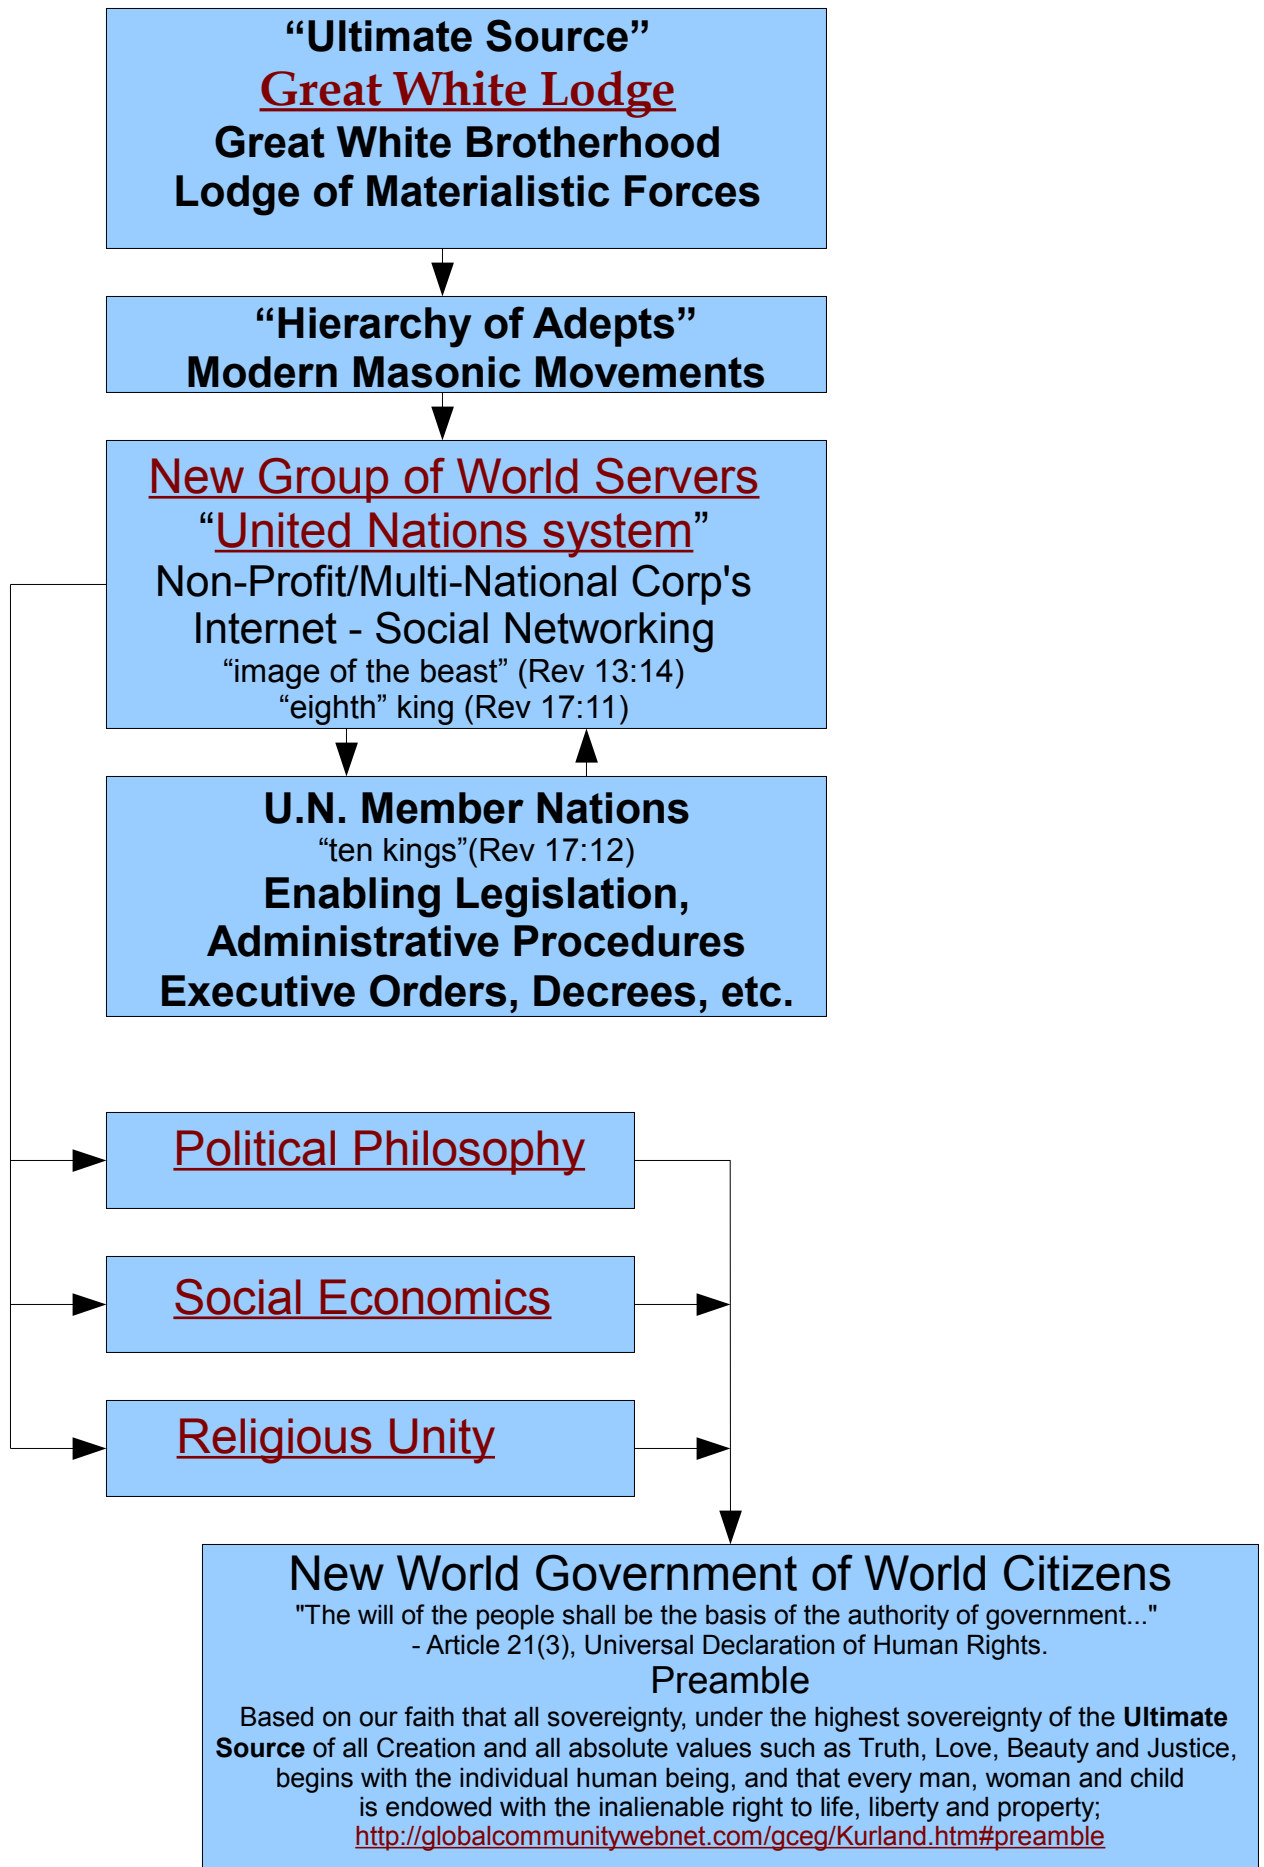 “Ultimate Source”
Great White Lodge
Great White Brotherhood
Lodge of Materialistic Forces
“Hierarchy of Adepts”
Modern Masonic Movements
New Group of World Servers
“United Nations system”
Non-Profit/Multi-National Corp's
Internet - Social Networking
“image of the beast” (Rev 13:14)
“eighth” king (Rev 17:11)
U.N. Member Nations
“ten kings”(Rev 17:12)
Enabling Legislation,
Administrative Procedures
Executive Orders, Decrees, etc.
Political Philosophy
Social Economics
Religious Unity
New World Government of World Citizens
"The will of the people shall be the basis of the authority of government..."
- Article 21(3), Universal Declaration of Human Rights.
Preamble
Based on our faith that all sovereignty, under the highest sovereignty of the Ultimate
Source of all Creation and all absolute values such as Truth, Love, Beauty and Justice,
begins with the individual human being, and that every man, woman and child
is endowed with the inalienable right to life, liberty and property;
http://globalcommunitywebnet.com/gceg/Kurland.htm#preamble